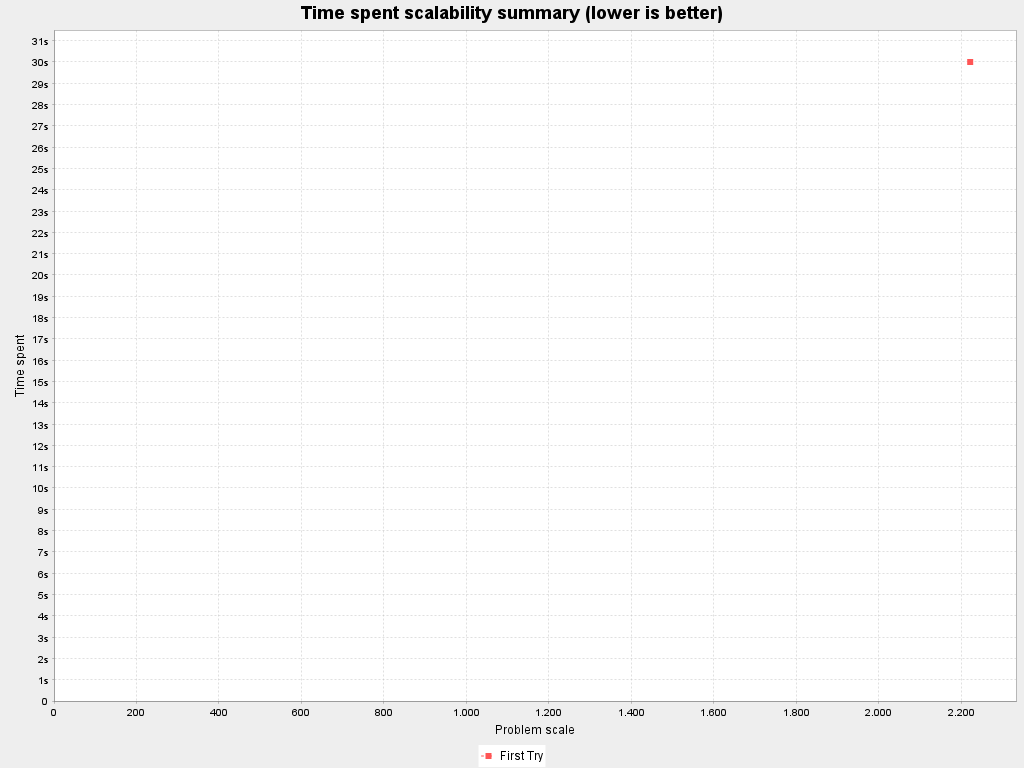 Time spent scalability summary (lower is better)
31s
30s
29s
28s
27s
26s
25s
24s
23s
22s
21s
20s
19s
18s
17s
16s
15s
14s
13s
12s
11s
10s
9s
8s
7s
6s
5s
4s
3s
2s
1s
0
Time spent
0 200 400 600 800 1.000 1.200 1.400 1.600 1.800 2.000 2.200
Problem scale
First Try